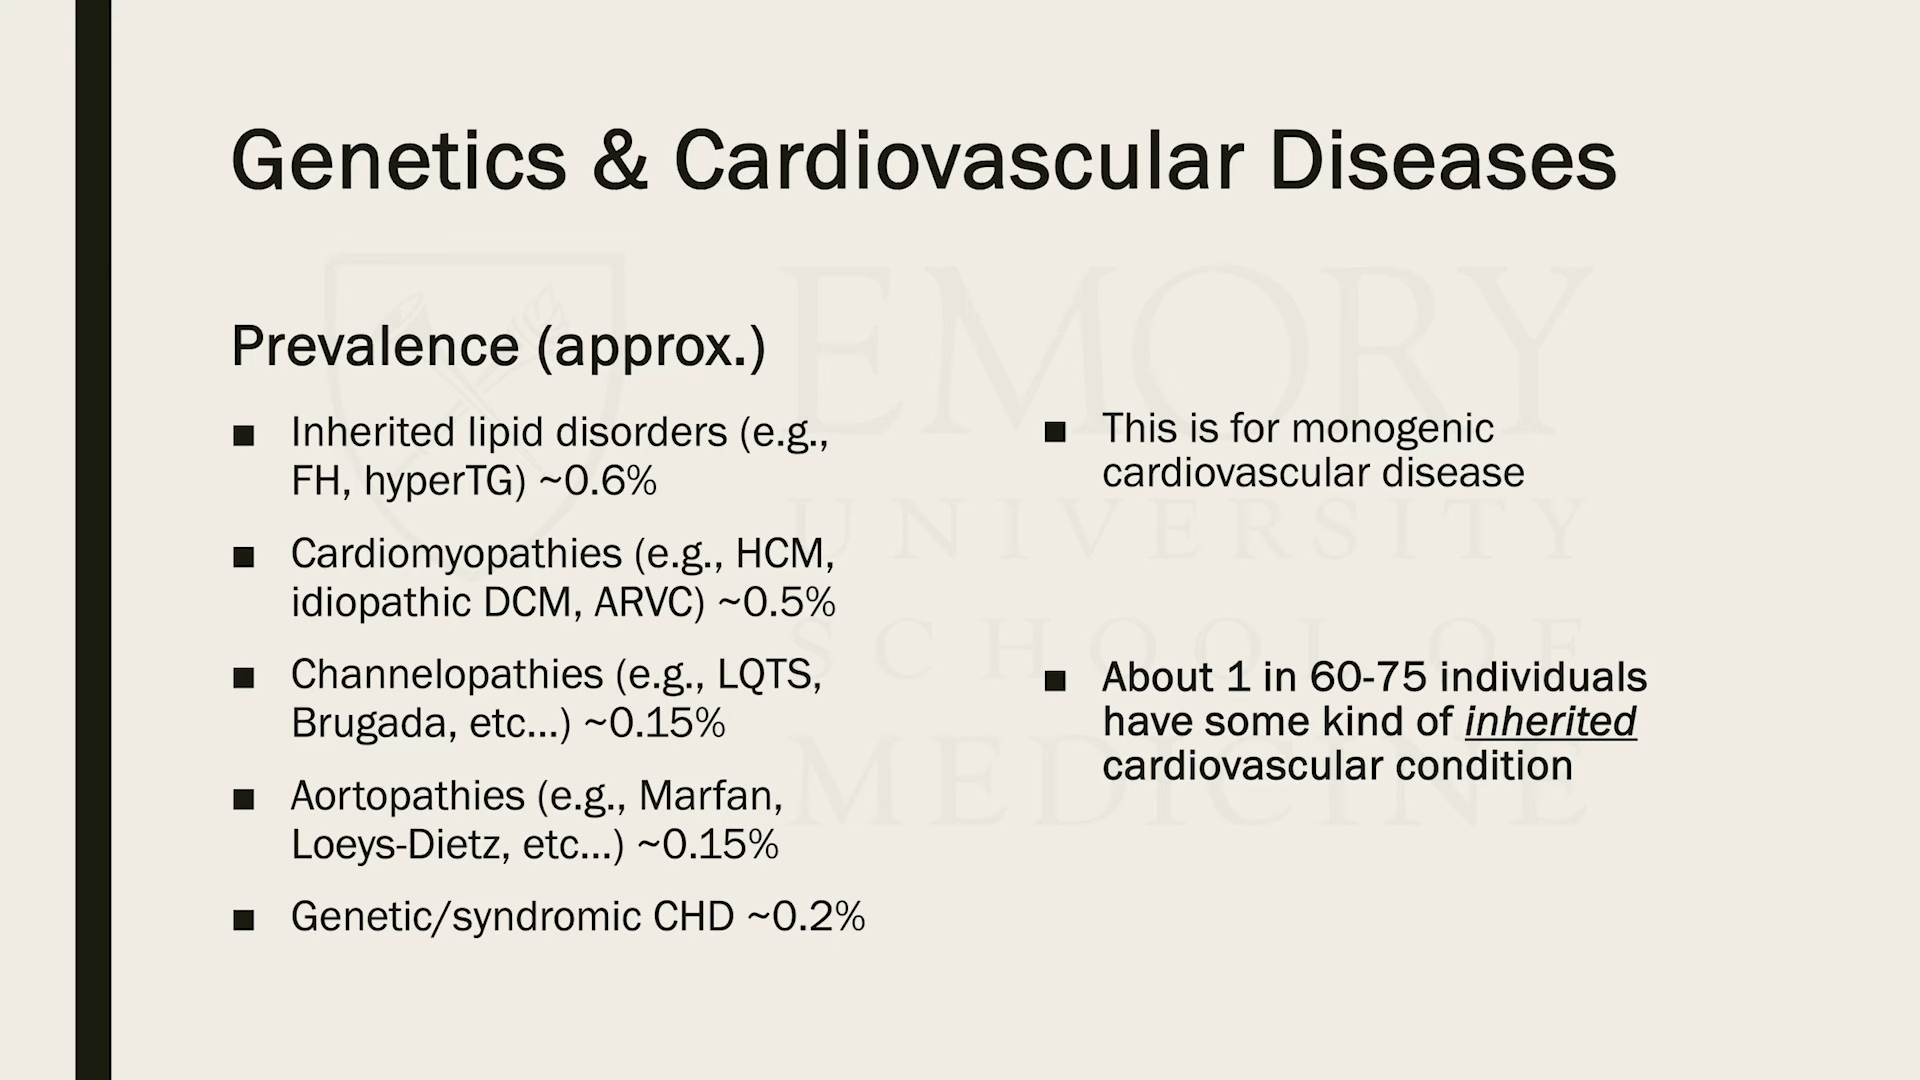 Genetics & Cardiovascular Diseases
Prevalence (approx.)
■ Inherited lipid disorders (e.g.,
FH, hyperTG) ~0.6%
■ Cardiomyopathies (e.g., HCM,
idiopathic DCM, ARVC) ~0.5%
■ Channelopathies (e.g., LQTS,
Brugada, etc...) ~0.15%
■ Aortopathies (e.g., Marfan,
Loeys-Dietz, etc...) ~0.15%
■ Genetic/syndromic CHD ~0.2%
■ This is for monogenic
cardiovascular disease
■ About 1 in 60-75 individuals
have some kind of inherited
cardiovascular condition
EMORY
UNIVERSITY
SCHOOL OF
MEDICINE